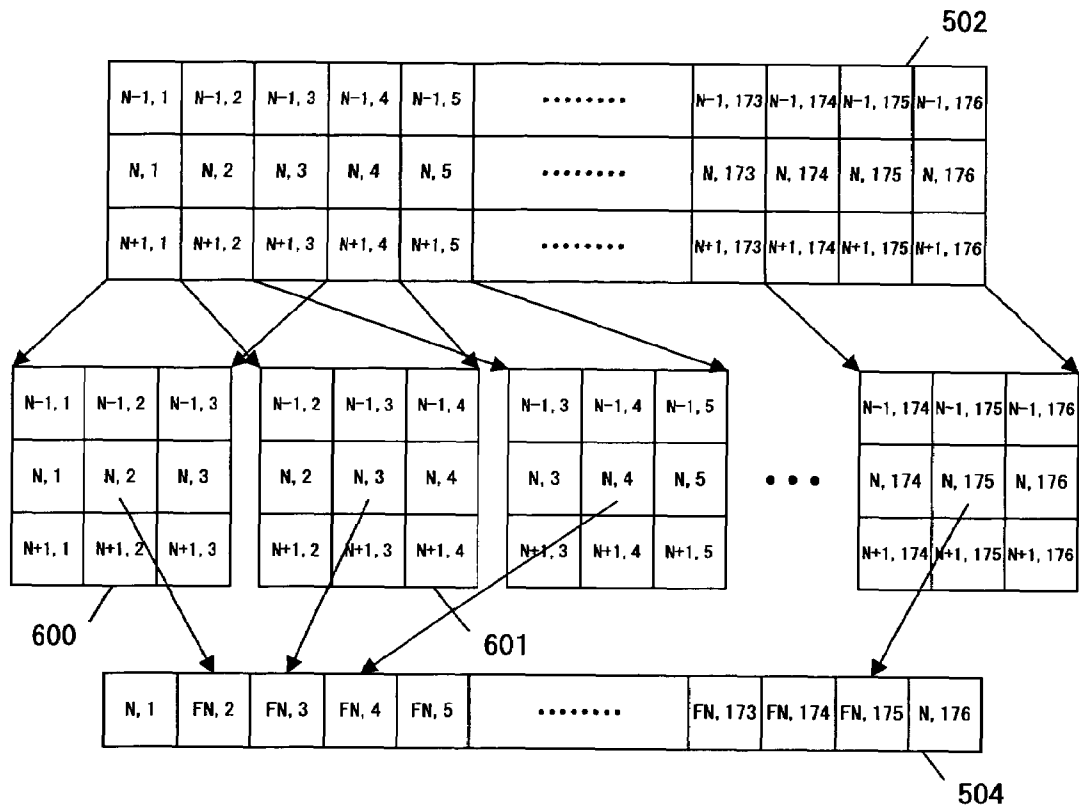 502
N-1, 1 N-1, 2 N-1, 3 N-1, 4 N-1, 5 ········ N-1, 173 N-1, 174 N-1, 175 N-1, 176
N, 1 N, 2 N, 3 N, 4 N, 5 ········ N, 173 N, 174 N, 175 N, 176
N+1, 1 N+1, 2 N+1, 3 N+1, 4 N+1, 5 ········ N+1, 173 N+1, 174 N+1, 175 N+1, 176
N-1, 1 N-1, 2 N-1, 3 N-1, 2 N-1, 3 N-1, 4 N-1, 3 N-1, 4 N-1, 5 N-1, 174 N-1, 175 N-1, 176
N, 1 N, 2 N, 3 N, 2 N, 3 N, 4 N, 3 N, 4 N, 5 ••• N, 174 N, 175 N, 176
N+1, 1 N+1, 2 N+1, 3 N+1, 2 N+1, 3 N+1, 4 N+1, 3 N+1, 4 N+1, 5 N+1, 174 N+1, 175 N+1, 176
600 601
N, 1 FN, 2 FN, 3 FN, 4 FN, 5 ········ FN, 173 FN, 174 FN, 175 N, 176
504